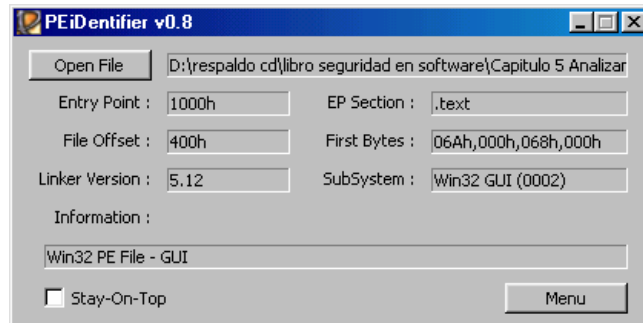 PEiDentifier v0.8
Open File D:\respaldo cd\libro seguridad en software\Capitulo 5 Analizar
Entry Point : 1000h EP Section : .text
File Offset : 400h First Bytes : 06Ah,000h,068h,000h
Linker Version : 5.12 SubSystem : Win32 GUI (0002)
Information :
Win32 PE File - GUI
Stay-On-Top Menu